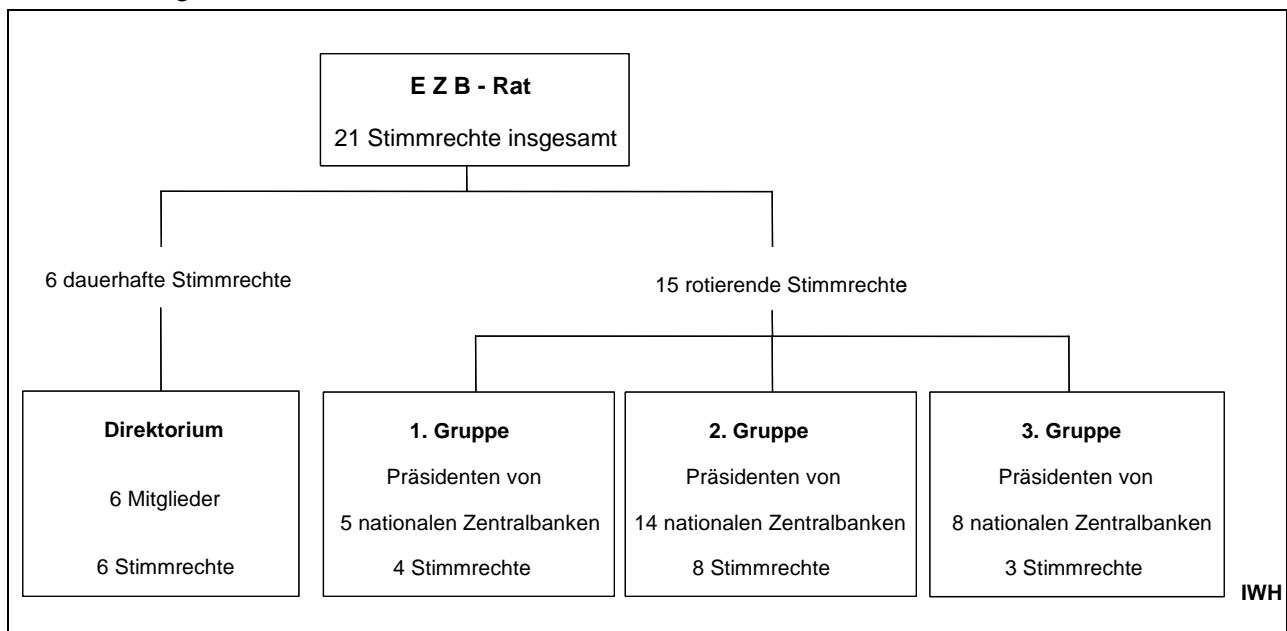 E Z B - Rat
21 Stimmrechte insgesamt
6 dauerhafte Stimmrechte
15 rotierende Stimmrechte
Direktorium
6 Mitglieder
6 Stimmrechte
1. Gruppe
Präsidenten von
5 nationalen Zentralbanken
4 Stimmrechte
2. Gruppe
Präsidenten von
14 nationalen Zentralbanken
8 Stimmrechte
3. Gruppe
Präsidenten von
8 nationalen Zentralbanken
3 Stimmrechte
IWH